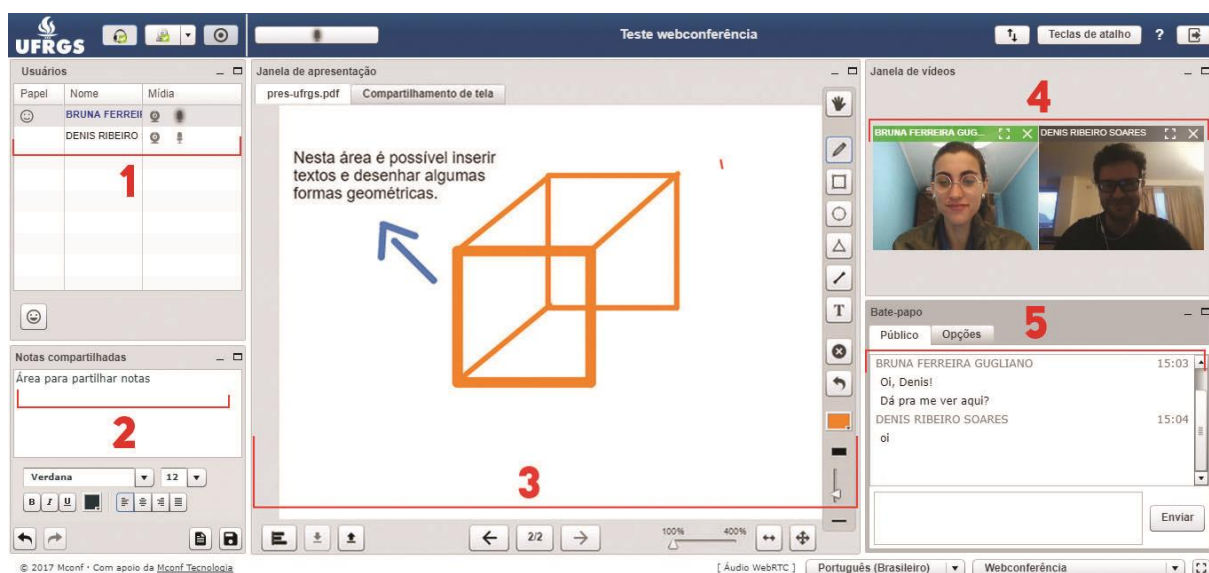 UFRGS
Teste webconferência
Teclas de atalho
?
Usuários
Papel Nome Mídia
BRUNA FERREI
DENIS RIBEIRO
1
Notas compartilhadas
Área para partilhar notas
2
Verdana 12
B I U
© 2017 Mconf · Com apoio da Mconf Tecnologia
Janela de apresentação
pres-ufrgs.pdf Compartilhamento de tela
Nesta área é possível inserir
textos e desenhar algumas
formas geométricas.
T
3
2/2
100% 400%
Janela de vídeos
4
BRUNA FERREIRA GUG... DENIS RIBEIRO SOARES
Bate-papo
5
Público Opções
BRUNA FERREIRA GUGLIANO 15:03
Oi, Denis!
Dá pra me ver aqui?
DENIS RIBEIRO SOARES 15:04
oi
Enviar
[ Áudio WebRTC ] Português (Brasileiro) Webconferência